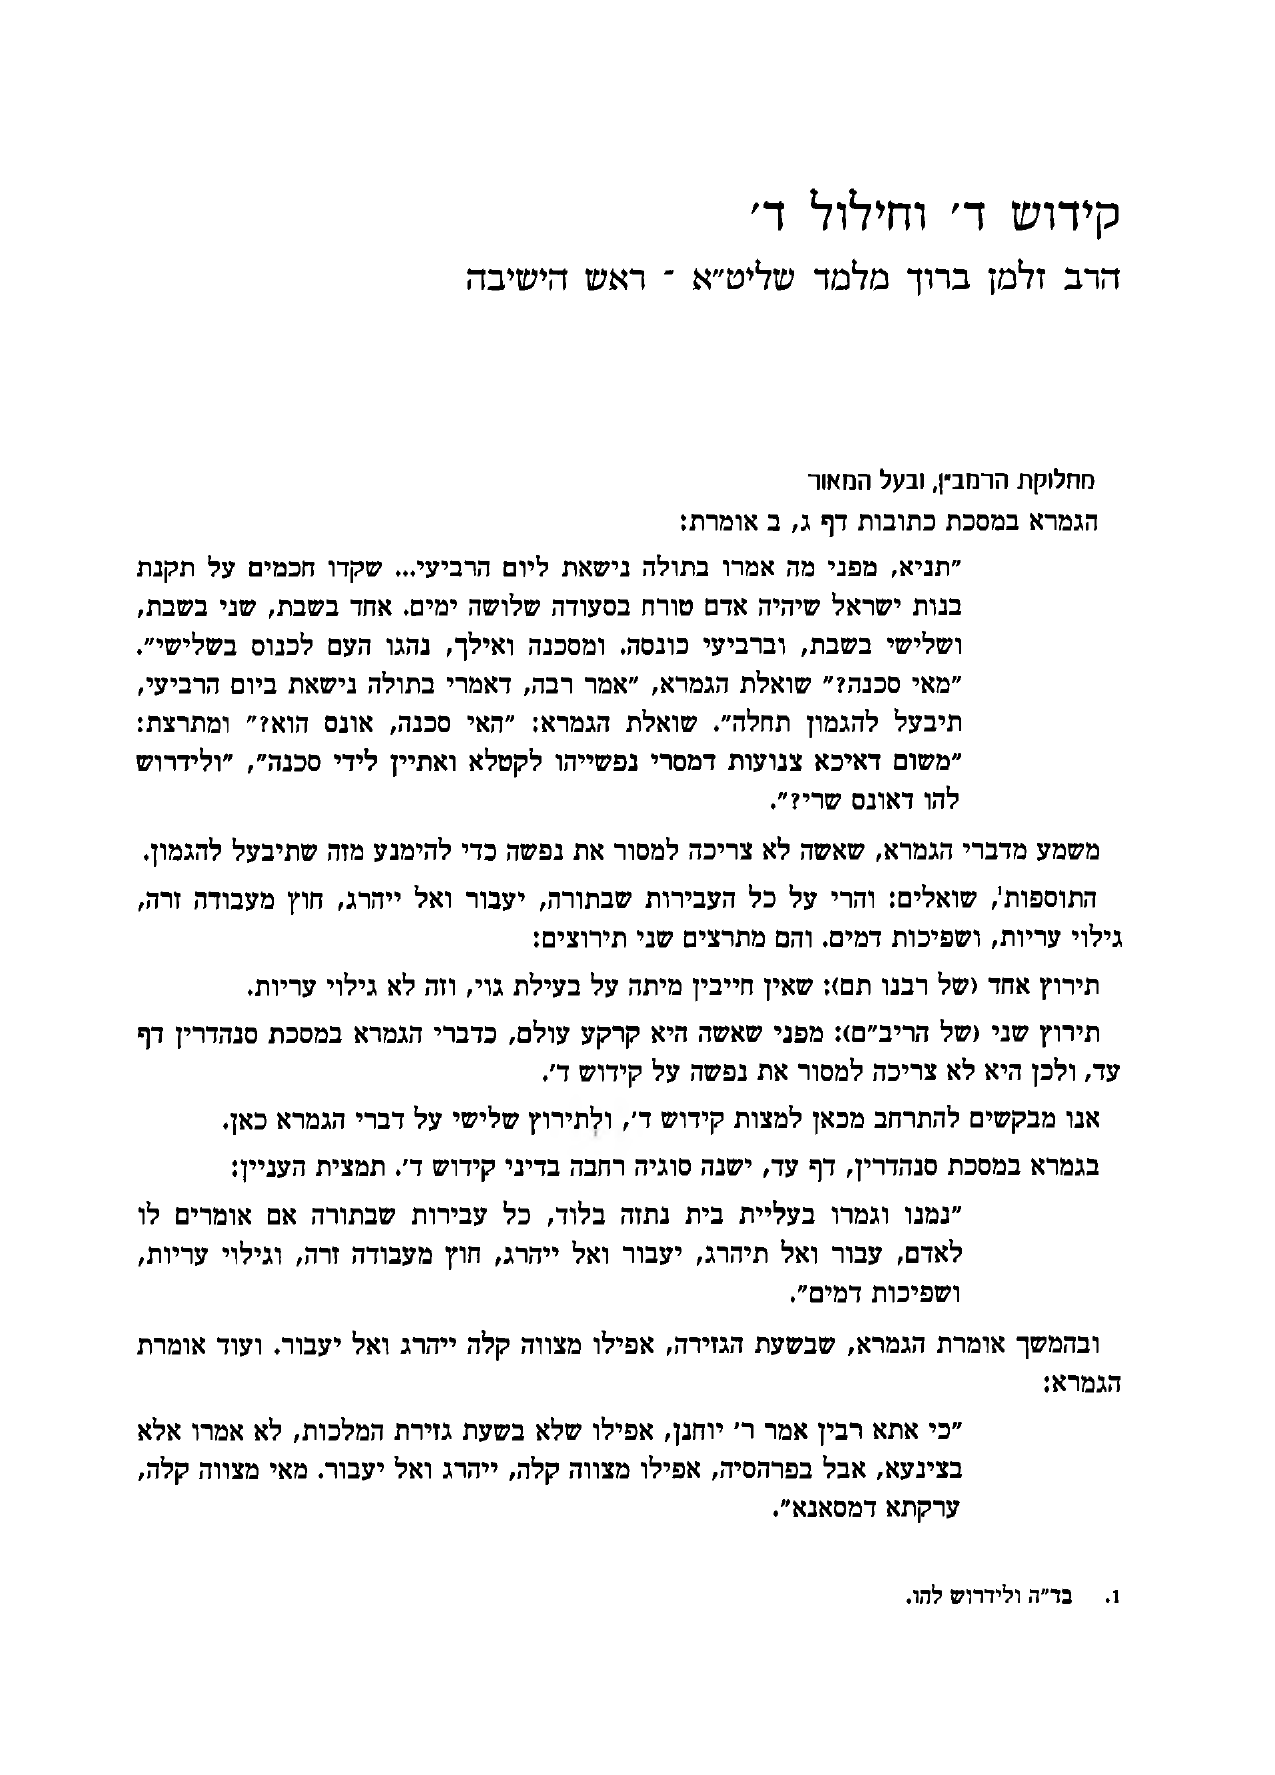 קידוש ד' וחילול ד'
הרב זלמן ברוך מלמד שליט"א - ראש הישיבה
מחלוקת הרמב"ן, ובעל המאור
הגמרא במסכת כתובות דף ג, ב אומרת:
"תניא, מפני מה אמרו בתולה נישאת ליום הרביעי... שקדו חכמים על תקנת
בנות ישראל שיהיה אדם טורח בסעודה שלושה ימים. אחד בשבת, שני בשבת,
ושלישי בשבת, וברביעי כונסה. ומסכנה ואילך, נהגו העם לכנוס בשלישי".
"מאי סכנה?" שואלת הגמרא, "אמר רבה, דאמרי בתולה נישאת ביום הרביעי,
תיבעל להגמון תחלה". שואלת הגמרא: "האי סכנה, אונס הוא?" ומתרצת:
"משום דאיכא צנועות דמסרי נפשייהו לקטלא ואתיין לידי סכנה", "ולידרוש
להו דאונס שרי?".
משמע מדברי הגמרא, שאשה לא צריכה למסור את נפשה כדי להימנע מזה שתיבעל להגמון.
התוספות¹, שואלים: והרי על כל העבירות שבתורה, יעבור ואל ייהרג, חוץ מעבודה זרה,
גילוי עריות, ושפיכות דמים. והם מתרצים שני תירוצים:
תירוץ אחד (של רבנו תם): שאין חייבין מיתה על בעילת גוי, וזה לא גילוי עריות.
תירוץ שני (של הריב"ם): מפני שאשה היא קרקע עולם, כדברי הגמרא במסכת סנהדרין דף
עד, ולכן היא לא צריכה למסור את נפשה על קידוש ד'.
אנו מבקשים להתרחב מכאן למצות קידוש ד', ולתירוץ שלישי על דברי הגמרא כאן.
בגמרא במסכת סנהדרין, דף עד, ישנה סוגיה רחבה בדיני קידוש ד'. תמצית העניין:
"נמנו וגמרו בעליית בית נתזה בלוד, כל עבירות שבתורה אם אומרים לו
לאדם, עבור ואל תיהרג, יעבור ואל ייהרג, חוץ מעבודה זרה, וגילוי עריות,
ושפיכות דמים".
ובהמשך אומרת הגמרא, שבשעת הגזירה, אפילו מצווה קלה ייהרג ואל יעבור. ועוד אומרת
הגמרא:
"כי אתא רבין אמר ר' יוחנן, אפילו שלא בשעת גזירת המלכות, לא אמרו אלא
בצינעא, אבל בפרהסיה, אפילו מצווה קלה, ייהרג ואל יעבור. מאי מצווה קלה,
ערקתא דמסאנא".
1. בד"ה ולידרוש להו.